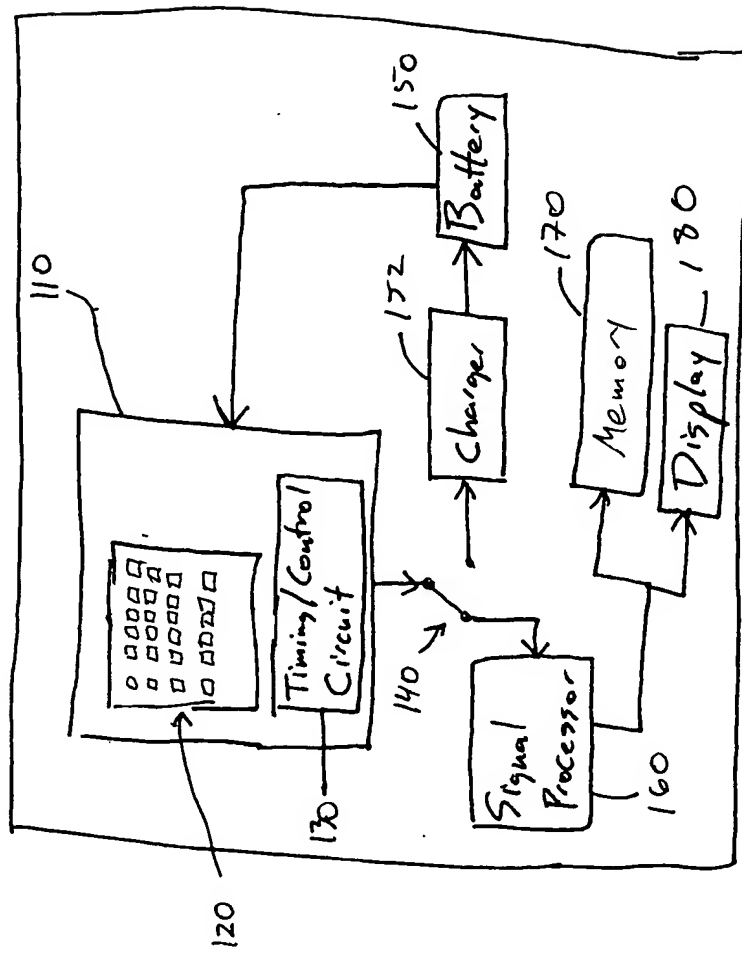 110
120
Timing/Control
Circuit
130
140
Charger
152
Battery
150
Signal
Processor
160
Memory
170
Display
180